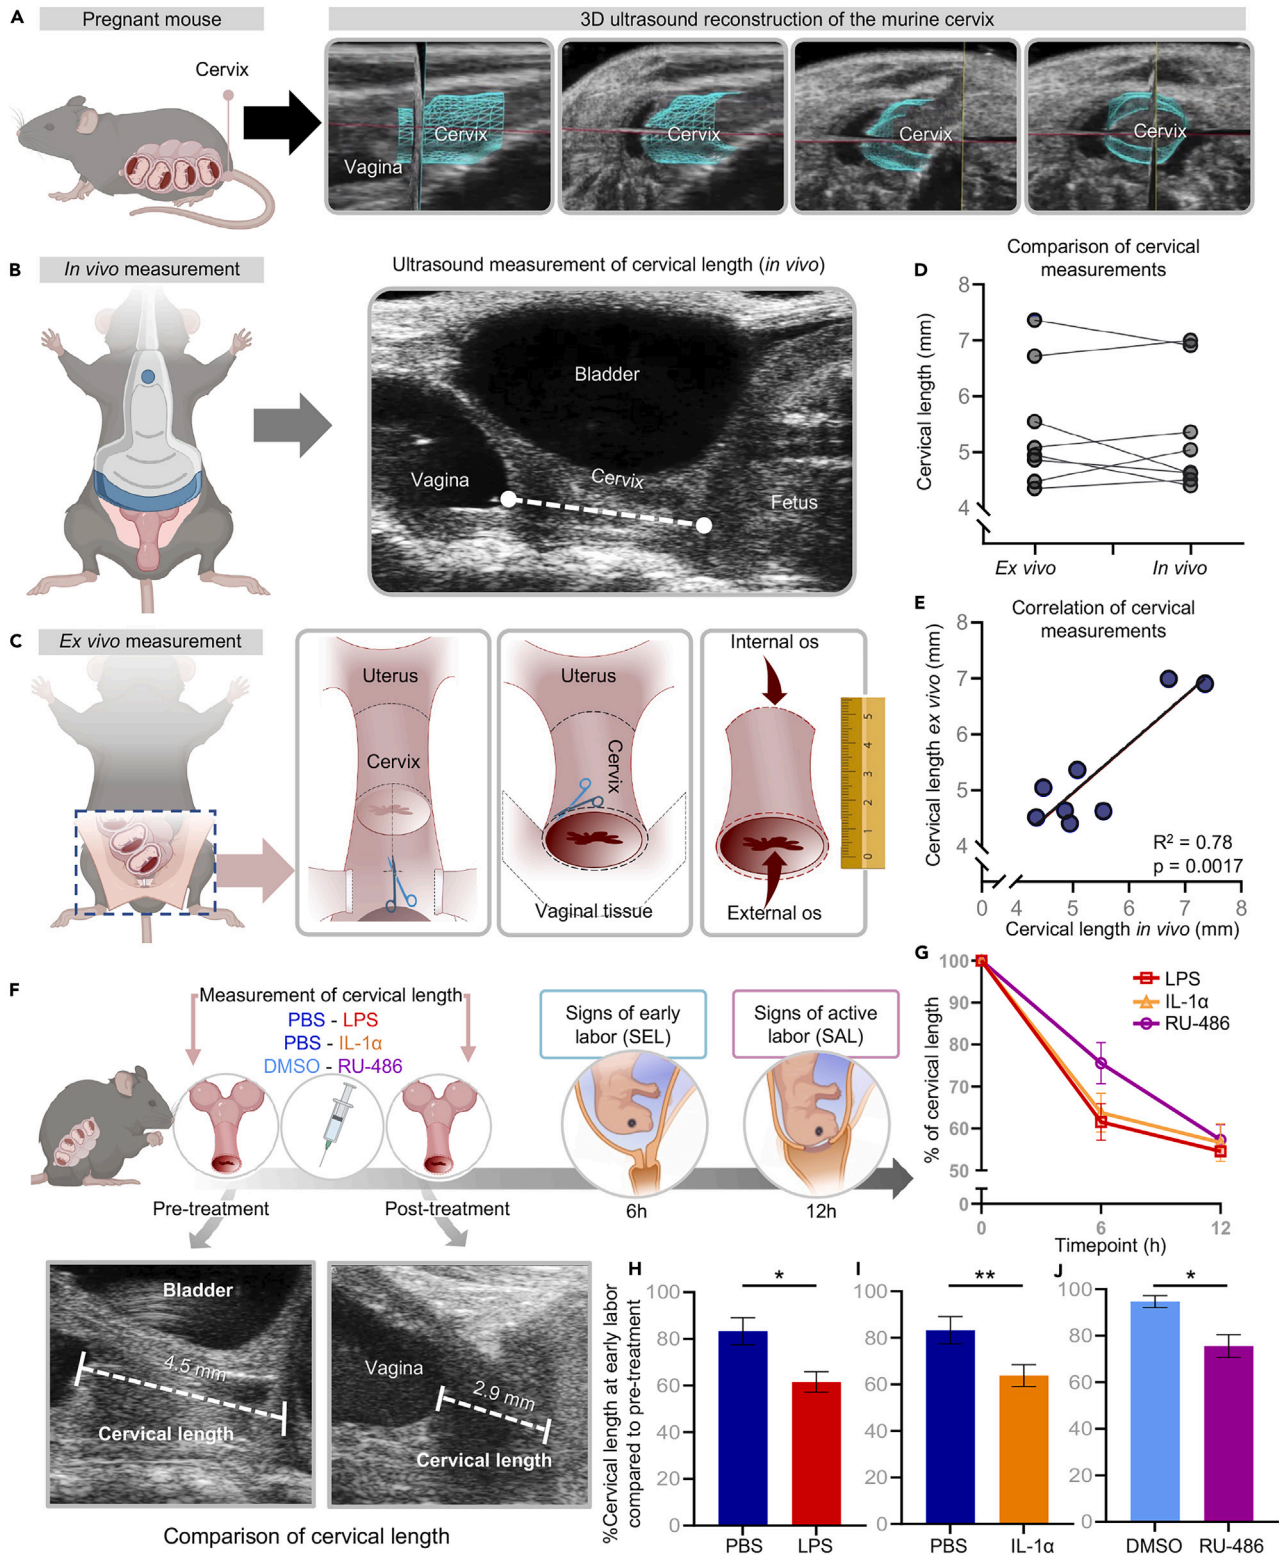 A
Pregnant mouse
3D ultrasound reconstruction of the murine cervix
Cervix
Vagina
Cervix
Cervix
Cervix
Cervix
B
In vivo measurement
Ultrasound measurement of cervical length (in vivo)
Bladder
Vagina
Cervix
Fetus
D
Comparison of cervical
measurements
Cervical length (mm)
8
7
6
5
4
Ex vivo
In vivo
C
Ex vivo measurement
Uterus
Cervix
Uterus
Cervix
Vaginal tissue
Internal os
External os
5
4
3
2
1
0
E
Correlation of cervical
measurements
Cervical length ex vivo (mm)
8
7
6
5
4
R² = 0.78
p = 0.0017
0
4
5
6
7
8
Cervical length in vivo (mm)
F
Measurement of cervical length
PBS - LPS
PBS - IL-1α
DMSO - RU-486
Signs of early
labor (SEL)
Signs of active
labor (SAL)
Pre-treatment
Post-treatment
6h
12h
Bladder
4.5 mm
Cervical length
Vagina
2.9 mm
Cervical length
Comparison of cervical length
G
% of cervical length
100
90
80
70
60
50
0
LPS
IL-1α
RU-486
0
6
12
Timepoint (h)
H
%Cervical length at early labor
compared to pre-treatment
100
80
60
40
20
0
*
PBS
LPS
I
100
80
60
40
20
0
**
PBS
IL-1α
J
100
80
60
40
20
0
*
DMSO
RU-486